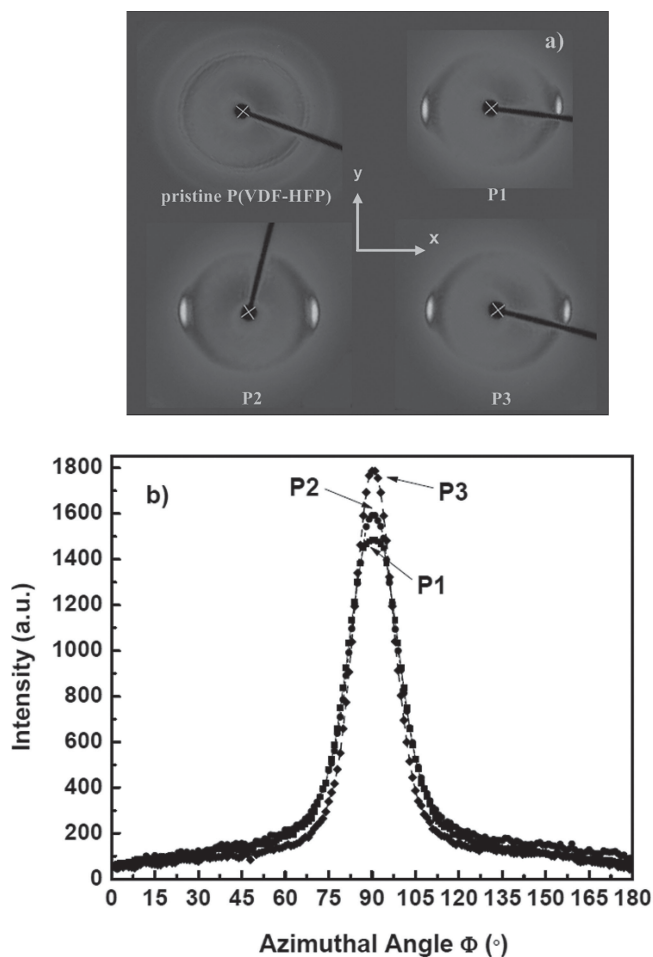 a)
y
pristine P(VDF-HFP)
P1
x
P2
P3
b)
P2
P3
P1
1800
1600
1400
1200
1000
800
600
400
200
0
Intensity (a.u.)
0 15 30 45 60 75 90 105 120 135 150 165 180
Azimuthal Angle Φ (°)